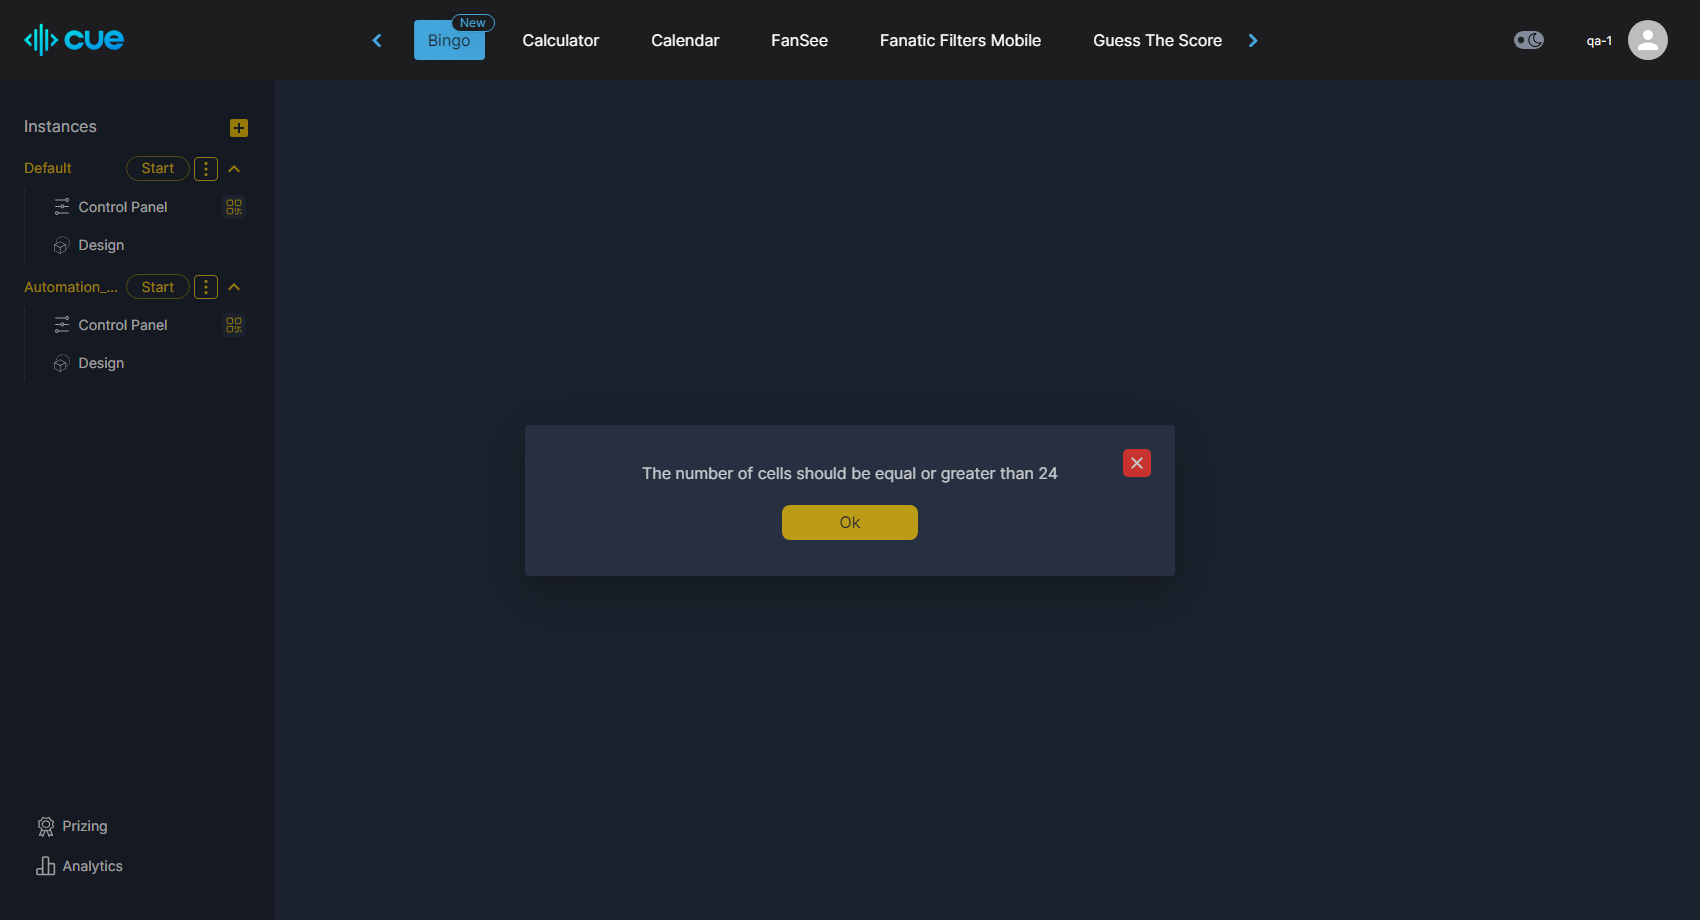 cue
New
Bingo
Calculator
Calendar
FanSee
Fanatic Filters Mobile
Guess The Score
qa-1
Instances
Default
Start
Control Panel
Design
Automation_...
Start
Control Panel
Design
The number of cells should be equal or greater than 24
Ok
Prizing
Analytics